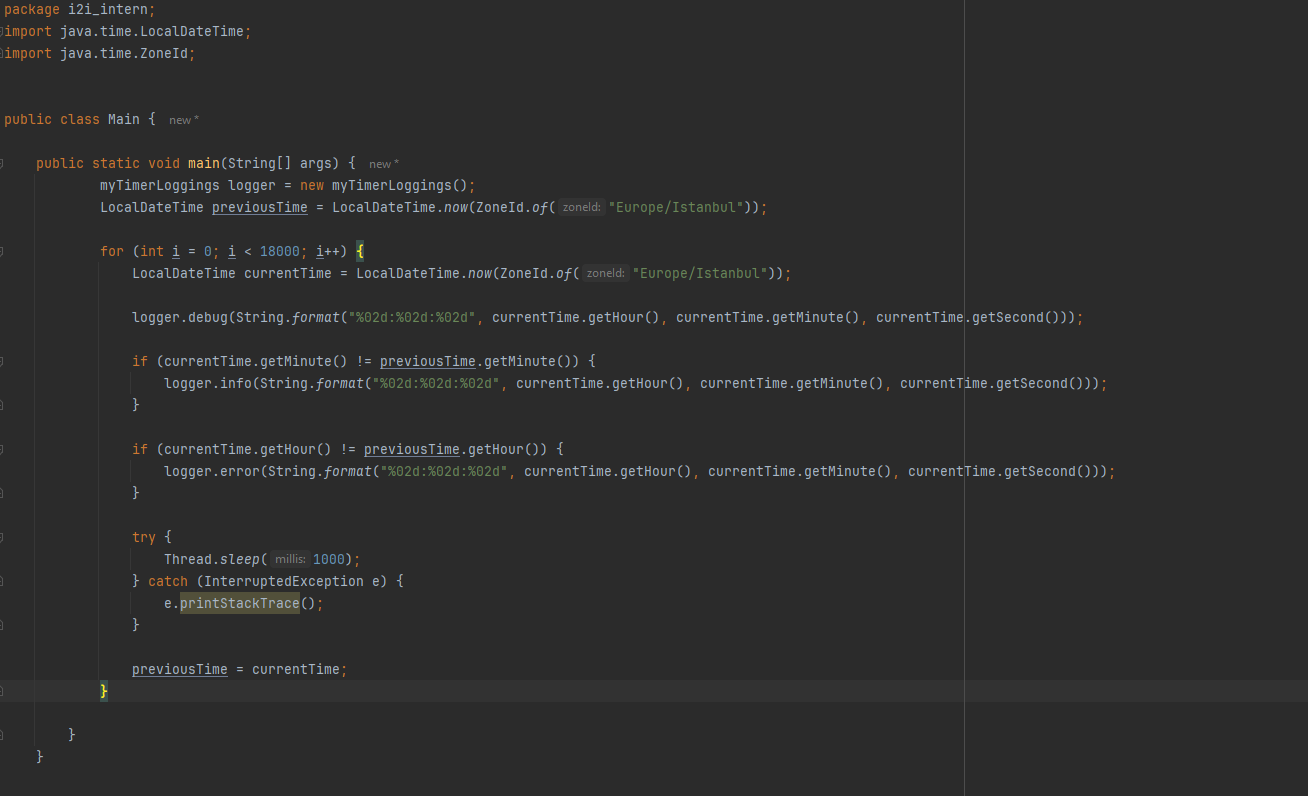 package i2i_intern;
import java.time.LocalDateTime;
import java.time.ZoneId;
public class Main { new *
public static void main(String[] args) { new *
myTimerLoggings logger = new myTimerLoggings();
LocalDateTime previousTime = LocalDateTime.now(ZoneId.of( zoneId: "Europe/Istanbul"));
for (int i = 0; i < 18000; i++) {
LocalDateTime currentTime = LocalDateTime.now(ZoneId.of( zoneId: "Europe/Istanbul"));
logger.debug(String.format("%02d:%02d:%02d", currentTime.getHour(), currentTime.getMinute(), currentTime.getSecond()));
if (currentTime.getMinute() != previousTime.getMinute()) {
logger.info(String.format("%02d:%02d:%02d", currentTime.getHour(), currentTime.getMinute(), currentTime.getSecond()));
}
if (currentTime.getHour() != previousTime.getHour()) {
logger.error(String.format("%02d:%02d:%02d", currentTime.getHour(), currentTime.getMinute(), currentTime.getSecond()));
}
try {
Thread.sleep( millis: 1000);
} catch (InterruptedException e) {
e.printStackTrace();
}
previousTime = currentTime;
}
}
}